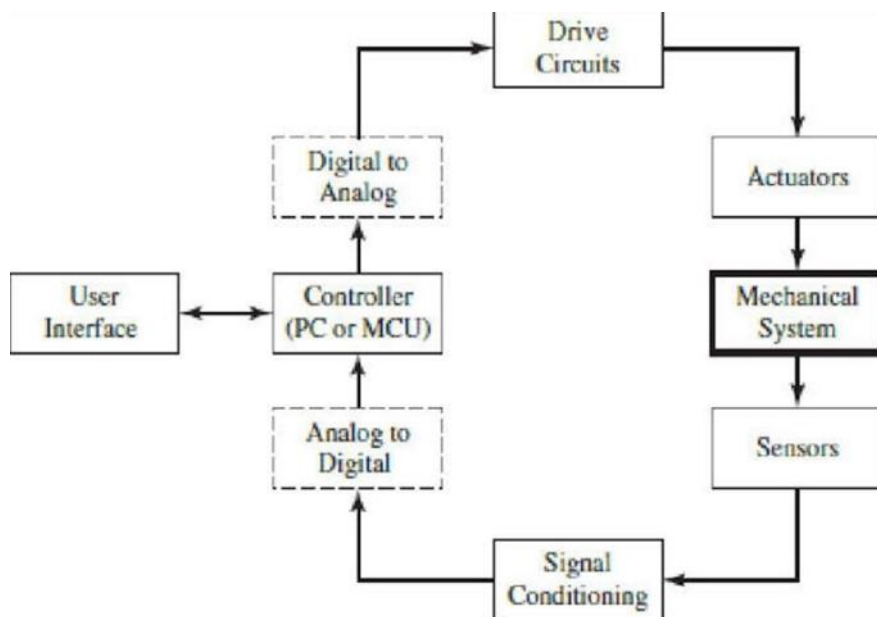 Drive
Circuits
Digital to
Analog
Actuators
User
Interface
Controller
(PC or MCU)
Mechanical
System
Analog to
Digital
Sensors
Signal
Conditioning